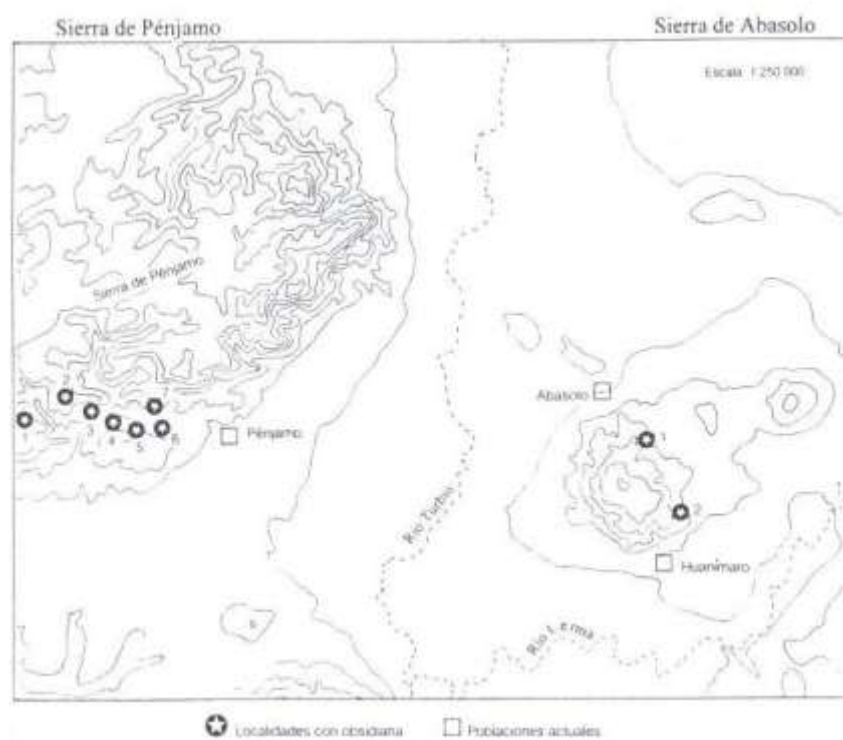 Sierra de Pénjamo
Sierra de Abasolo
Escala 1:250 000
Sierra de Pénjamo
Abasolo
2
7
1
3
4
5
6
Pénjamo
1
2
Río Turbio
Huanímaro
Río Lerma
Localidades con obsidiana
Poblaciones actuales